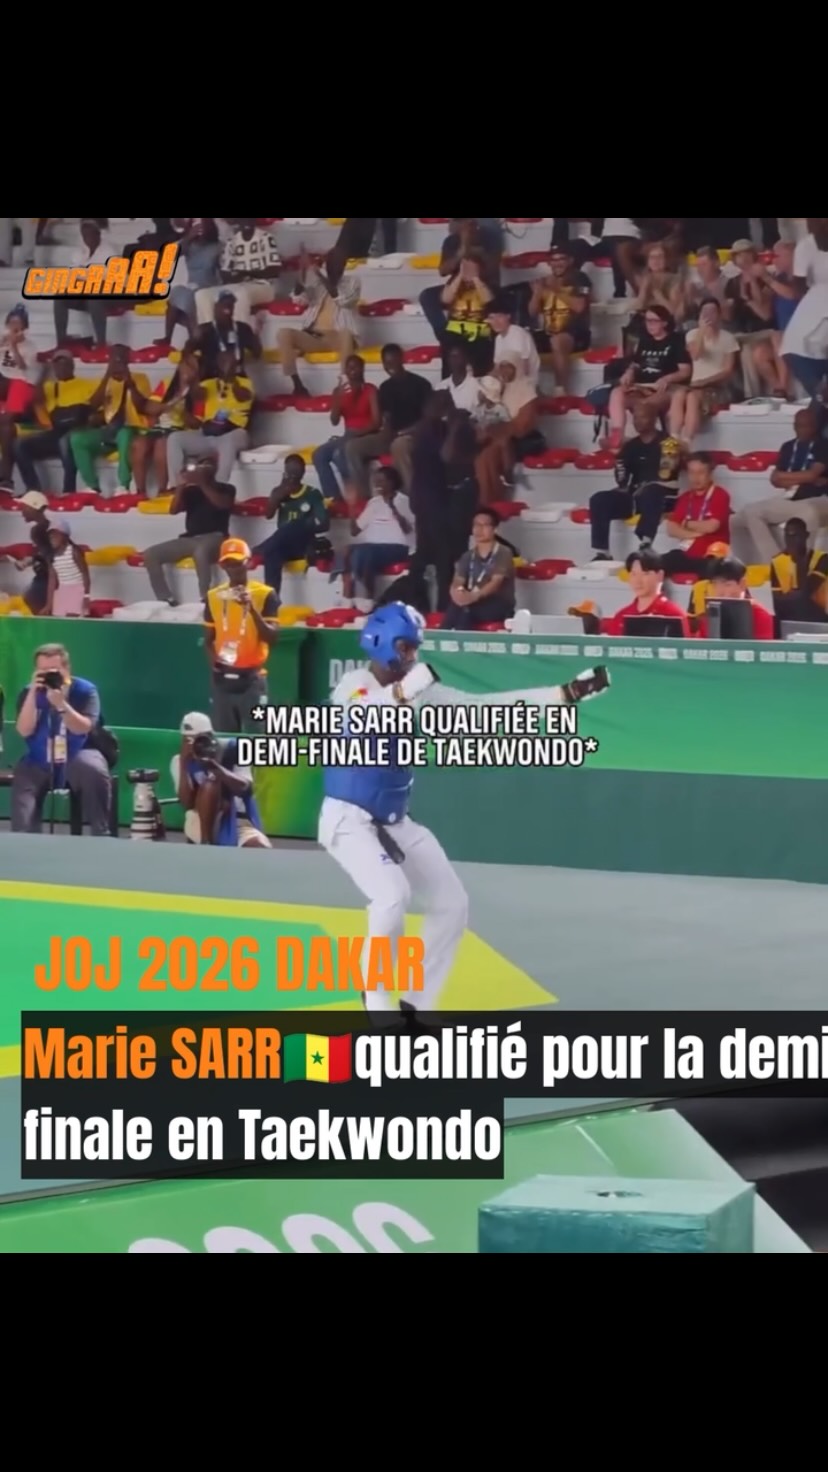 GINGAAA!
*MARIE SARR QUALIFIÉE EN
DEMI-FINALE DE TAEKWONDO*
JOJ 2026 DAKAR
Marie SARR🇸🇳qualifié pour la demi
finale en Taekwondo